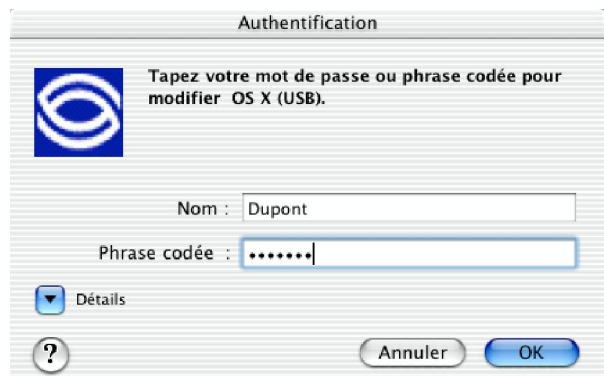 Authentification
Tapez votre mot de passe ou phrase codée pour
modifier OS X (USB).
Nom : Dupont
Phrase codée : •••••••
Détails
? Annuler OK